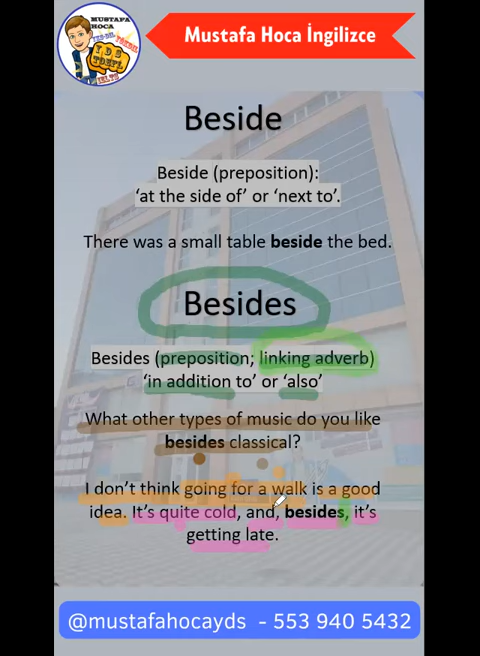 MUSTAFA
HOCA
YKS-DİL-YÖKDİL
Y.D.S
TOEFL
IELTS
Mustafa Hoca İngilizce
Beside
Beside (preposition):
‘at the side of’ or ‘next to’.
There was a small table beside the bed.
Besides
Besides (preposition; linking adverb)
‘in addition to’ or ‘also’
What other types of music do you like
besides classical?
I don’t think going for a walk is a good
idea. It’s quite cold, and, besides, it’s
getting late.
@mustafahocayds - 553 940 5432